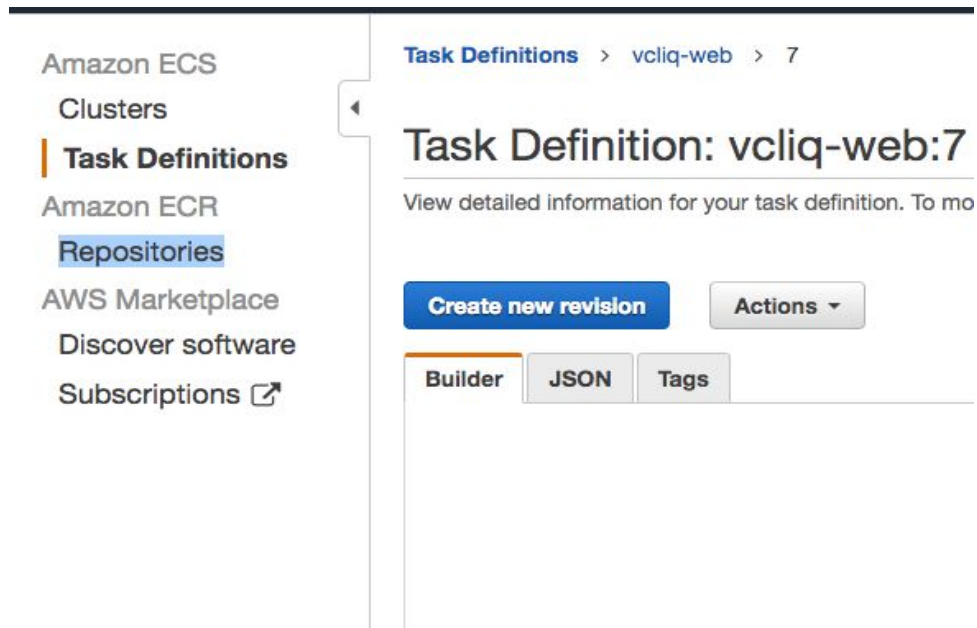 Amazon ECS
Clusters
Task Definitions
Amazon ECR
Repositories
AWS Marketplace
Discover software
Subscriptions
Task Definitions > vcliq-web > 7
Task Definition: vcliq-web:7
View detailed information for your task definition. To mo
Create new revision
Actions
Builder
JSON
Tags